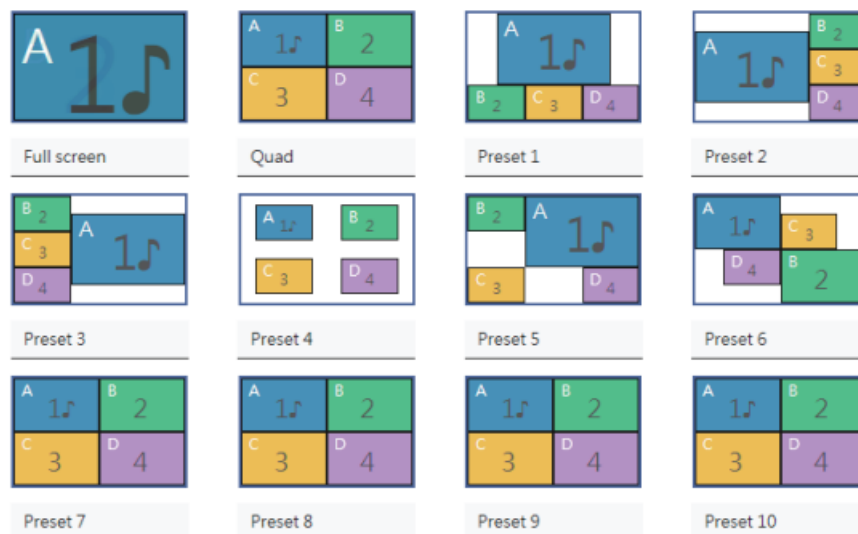 A 1♪
Full screen
A 1♪ B 2
C 3 D 4
Quad
A 1♪
B 2 C 3 D 4
Preset 1
A 1♪ B 2
C 3
D 4
Preset 2
B 2
C 3
D 4
A 1♪
Preset 3
A 1♪ B 2
C 3 D 4
Preset 4
B 2 A 1♪
C 3 D 4
Preset 5
A 1♪ C 3
D 4 B 2
Preset 6
A 1♪ B 2
C 3 D 4
Preset 7
A 1♪ B 2
C 3 D 4
Preset 8
A 1♪ B 2
C 3 D 4
Preset 9
A 1♪ B 2
C 3 D 4
Preset 10